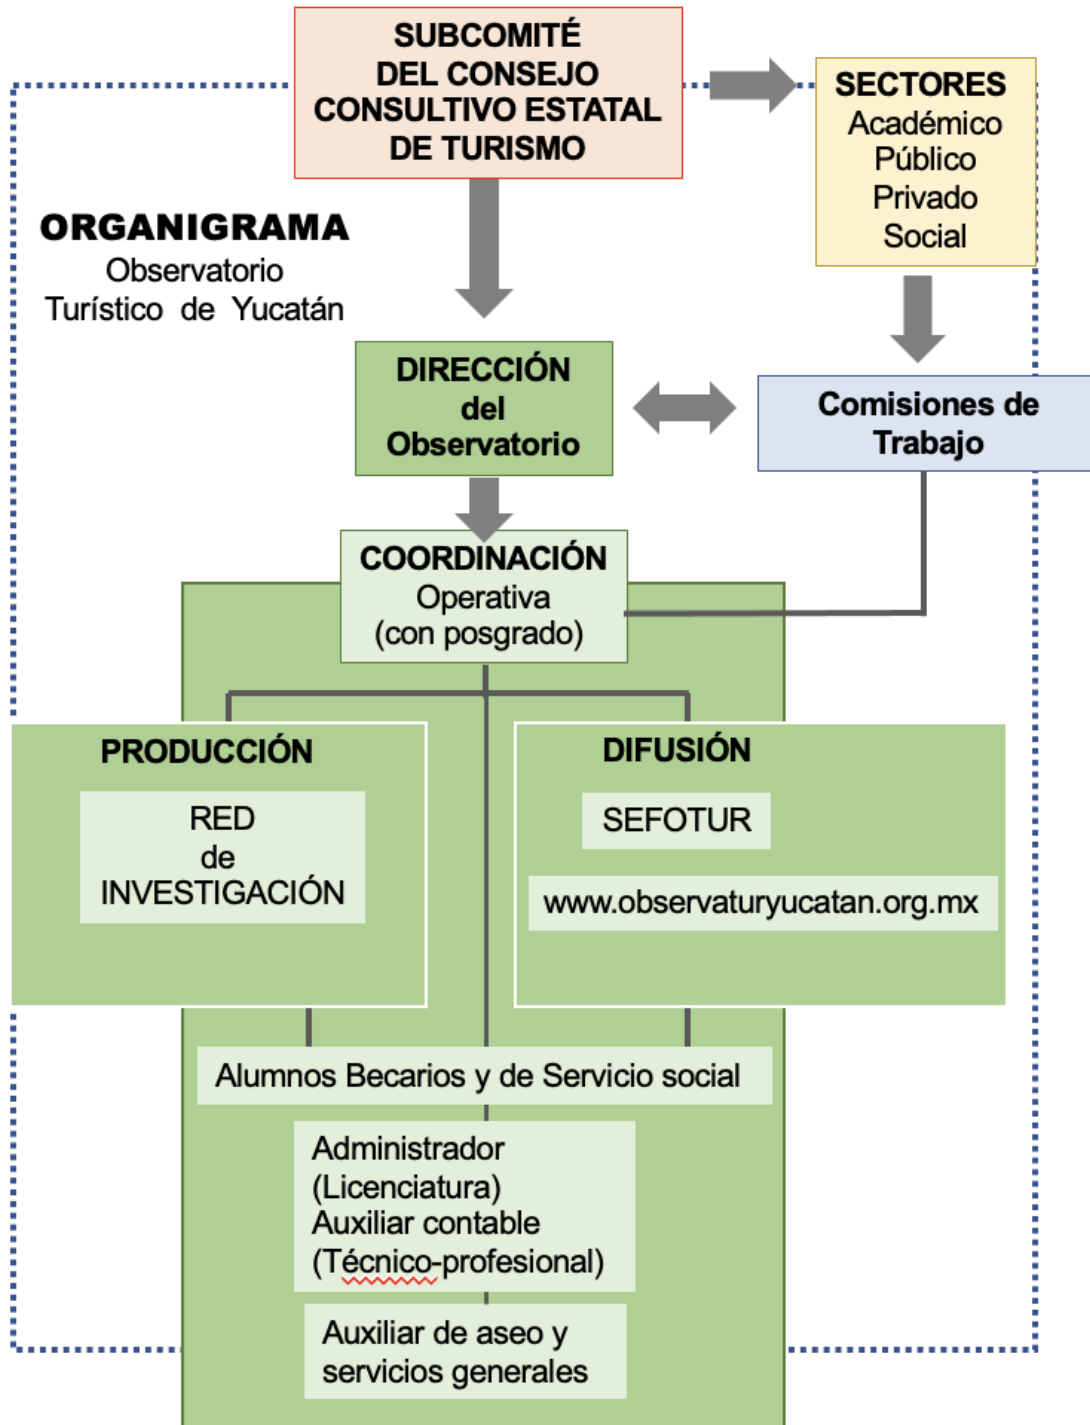 SUBCOMITÉ
DEL CONSEJO
CONSULTIVO ESTATAL
DE TURISMO
SECTORES
Académico
Público
Privado
Social
ORGANIGRAMA
Observatorio
Turístico de Yucatán
DIRECCIÓN
del
Observatorio
Comisiones de
Trabajo
COORDINACIÓN
Operativa
(con posgrado)
PRODUCCIÓN
RED
de
INVESTIGACIÓN
DIFUSIÓN
SEFOTUR
www.observaturyucatan.org.mx
Alumnos Becarios y de Servicio social
Administrador
(Licenciatura)
Auxiliar contable
(Técnico-profesional)
Auxiliar de aseo y
servicios generales